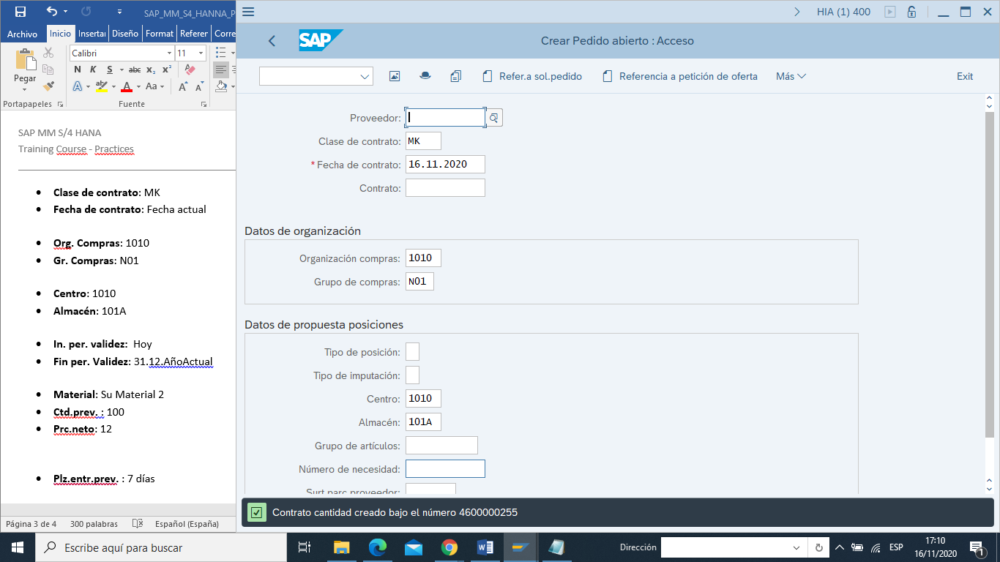 SAP_MM_S4_HANNA_P
Archivo Inicio Insertar Diseño Format Referer Corre
Pegar
Calibri 11
N K S abc x₂ x²
A aby A Aa A A
Portapapeles Fuente
SAP MM S/4 HANA
Training Course - Practices
• Clase de contrato: MK
• Fecha de contrato: Fecha actual
• Org. Compras: 1010
• Gr. Compras: N01
• Centro: 1010
• Almacén: 101A
• In. per. validez: Hoy
• Fin per. Validez: 31.12.AñoActual
• Material: Su Material 2
• Ctd.prev. : 100
• Prc.neto: 12
• Plz.entr.prev. : 7 días
Página 3 de 4 300 palabras Español (España)
HIA (1) 400
SAP
Crear Pedido abierto : Acceso
Refer.a sol.pedido Referencia a petición de oferta Más Exit
Proveedor:
Clase de contrato: MK
*Fecha de contrato: 16.11.2020
Contrato:
Datos de organización
Organización compras: 1010
Grupo de compras: N01
Datos de propuesta posiciones
Tipo de posición:
Tipo de imputación:
Centro: 1010
Almacén: 101A
Grupo de artículos:
Número de necesidad:
Surt.parc.proveedor:
Contrato cantidad creado bajo el número 4600000255
Escribe aquí para buscar
Dirección
ESP
17:10
16/11/2020
1